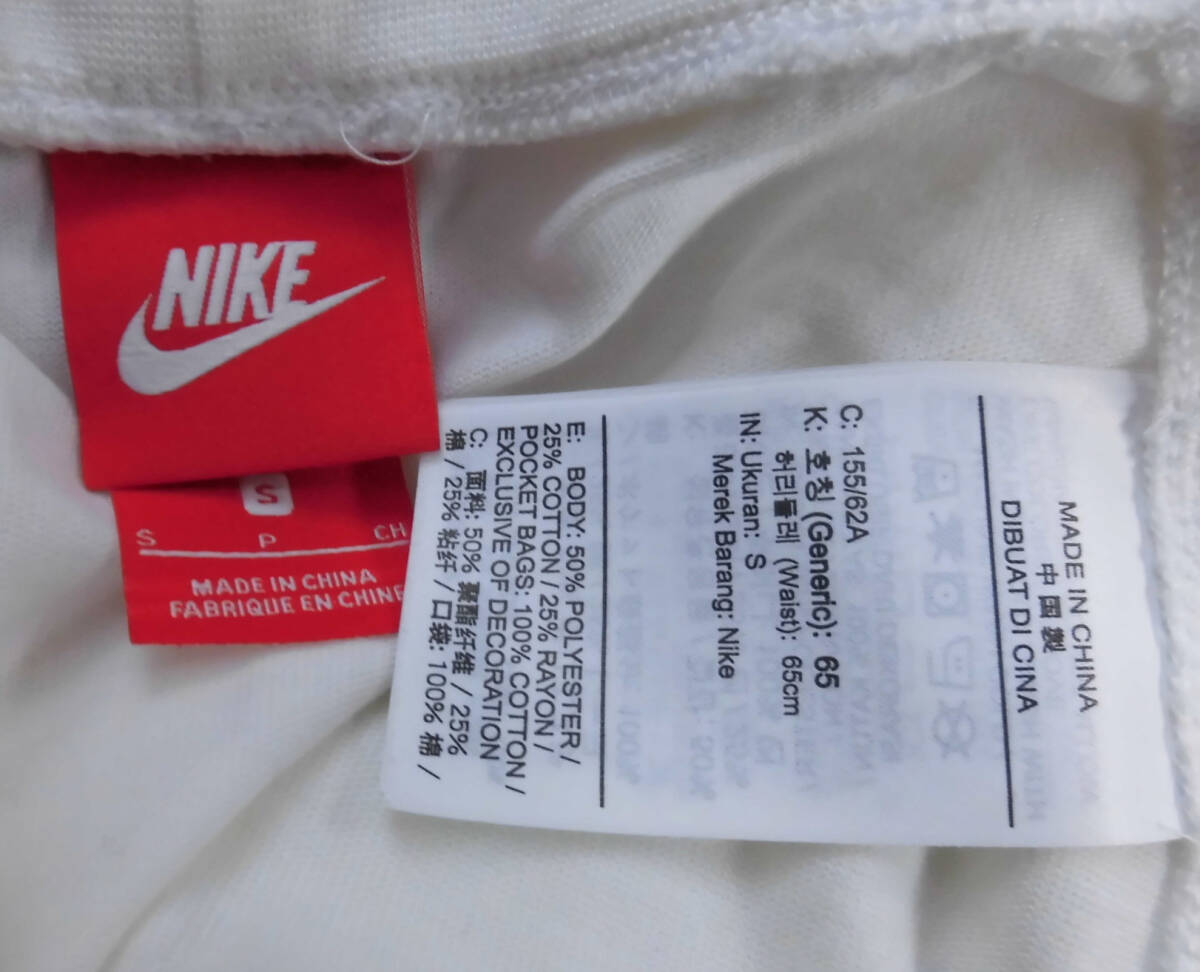 NIKE
S
S P CH
MADE IN CHINA
FABRIQUE EN CHINE
MADE IN CHINA
中国製
DIBUAT DI CINA
C: 155/62A
K: 호칭 (Generic): 65
허리둘레 (Waist): 65cm
IN: Ukuran: S
Merek Barang: Nike
E: BODY: 50% POLYESTER /
25% COTTON / 25% RAYON /
POCKET BAGS: 100% COTTON /
EXCLUSIVE OF DECORATION
C: 面料: 50% 聚酯纤维 / 25%
棉 / 25% 粘纤 / 口袋: 100% 棉 /